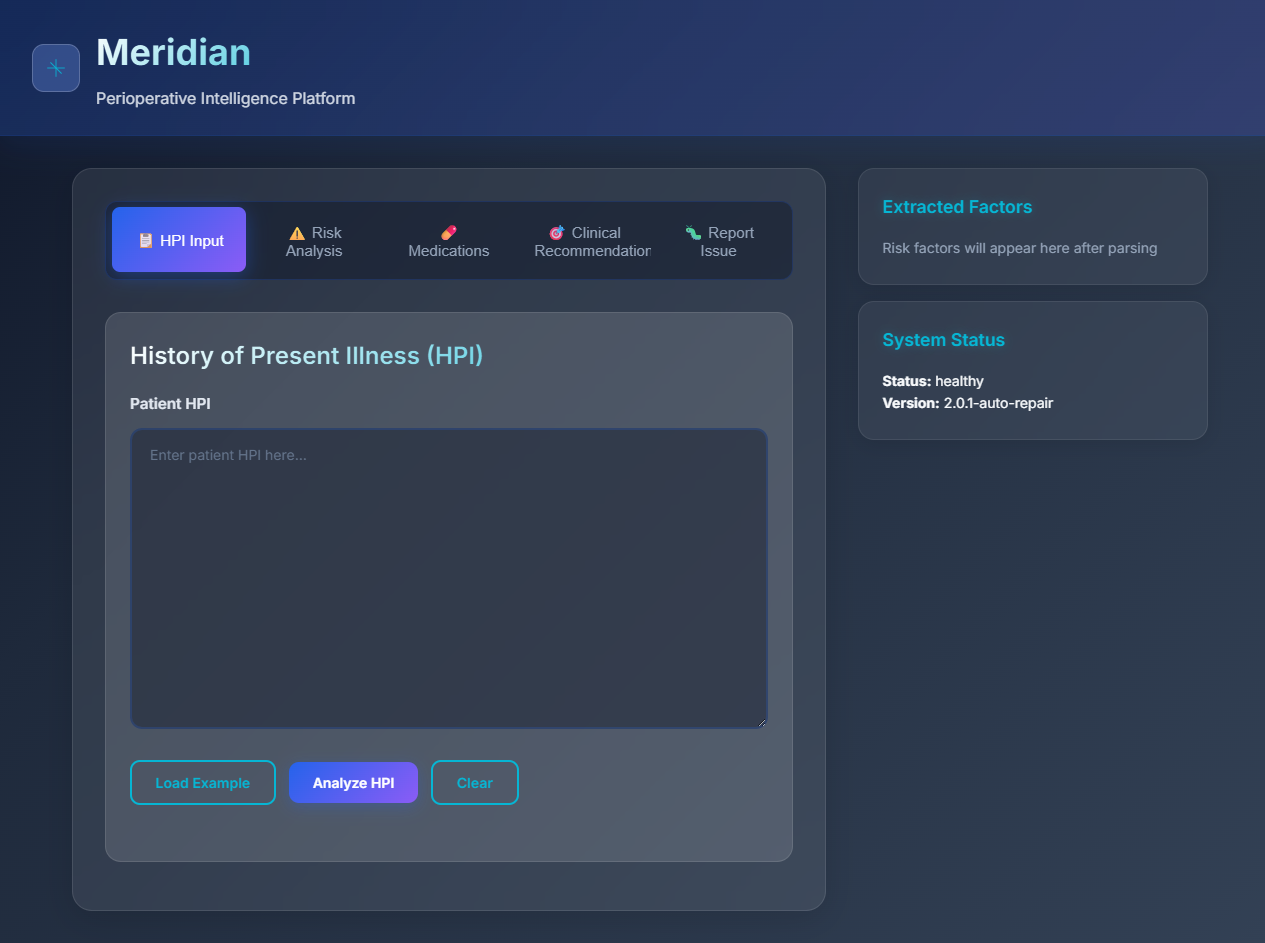 Meridian
Perioperative Intelligence Platform
HPI Input
Risk
Analysis
Medications
Clinical
Recommendation
Report
Issue
History of Present Illness (HPI)
Patient HPI
Enter patient HPI here...
Load Example
Analyze HPI
Clear
Extracted Factors
Risk factors will appear here after parsing
System Status
Status: healthy
Version: 2.0.1-auto-repair